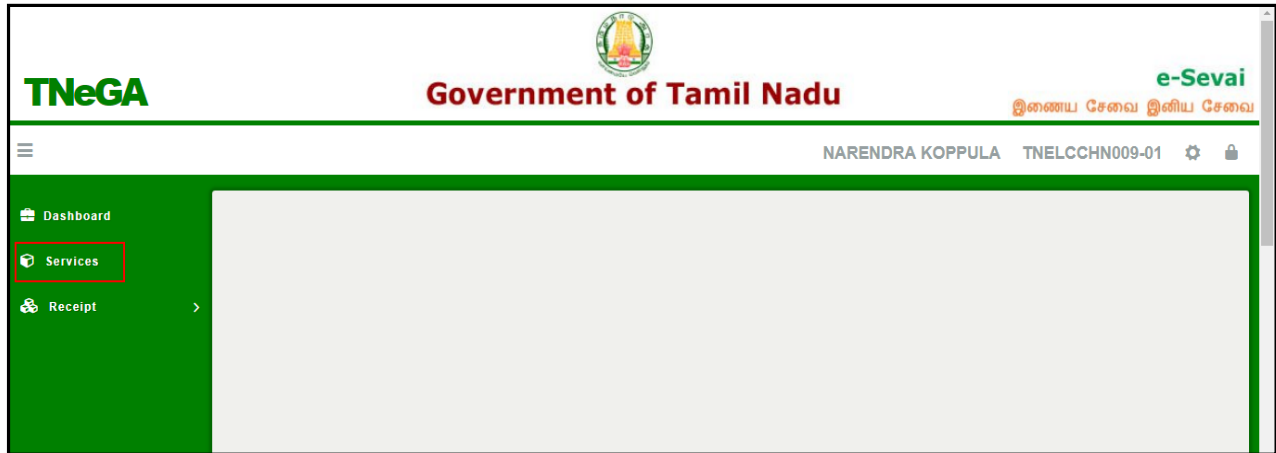 TNeGA
Government of Tamil Nadu
e-Sevai
இணைய சேவை இனிய சேவை
NARENDRA KOPPULA TNELCCHN009-01
Dashboard
Services
Receipt